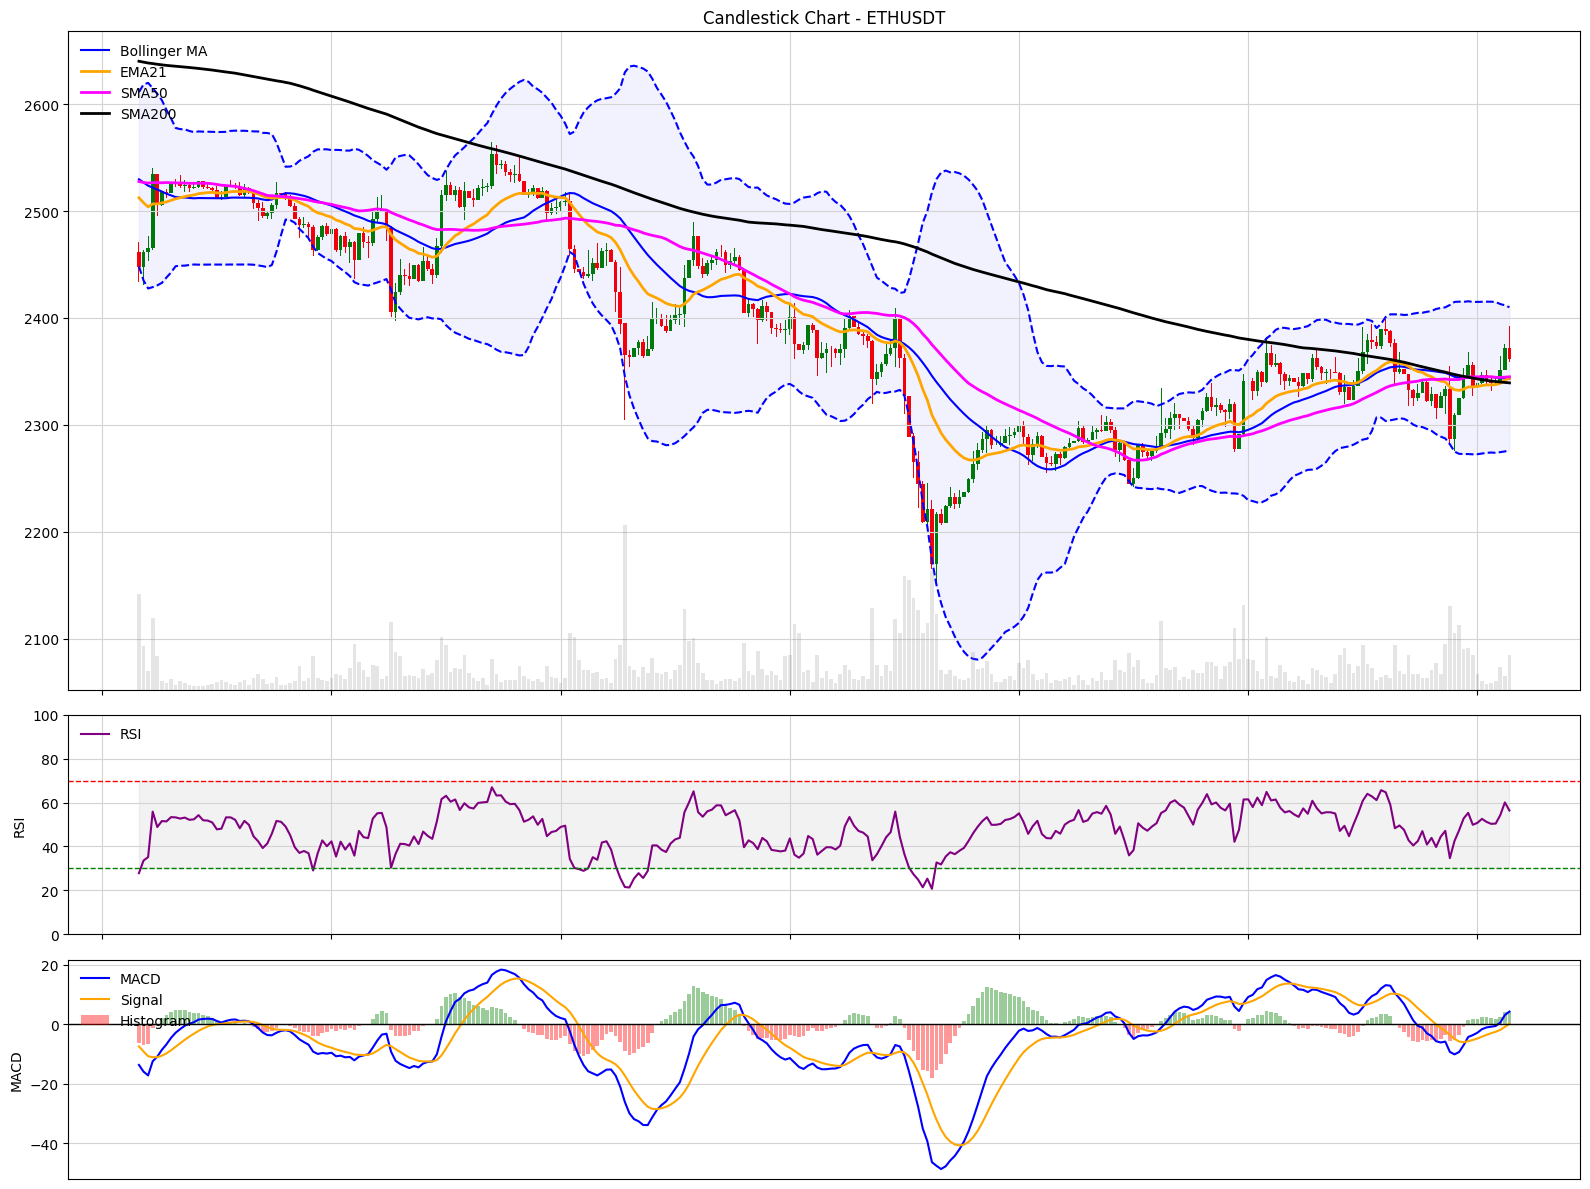 Candlestick Chart - ETHUSDT
Bollinger MA
EMA21
SMA50
SMA200
2600
2500
2400
2300
2200
2100
RSI
100
80
60
40
20
0
RSI
MACD
Signal
Histogram
20
0
−20
−40
MACD